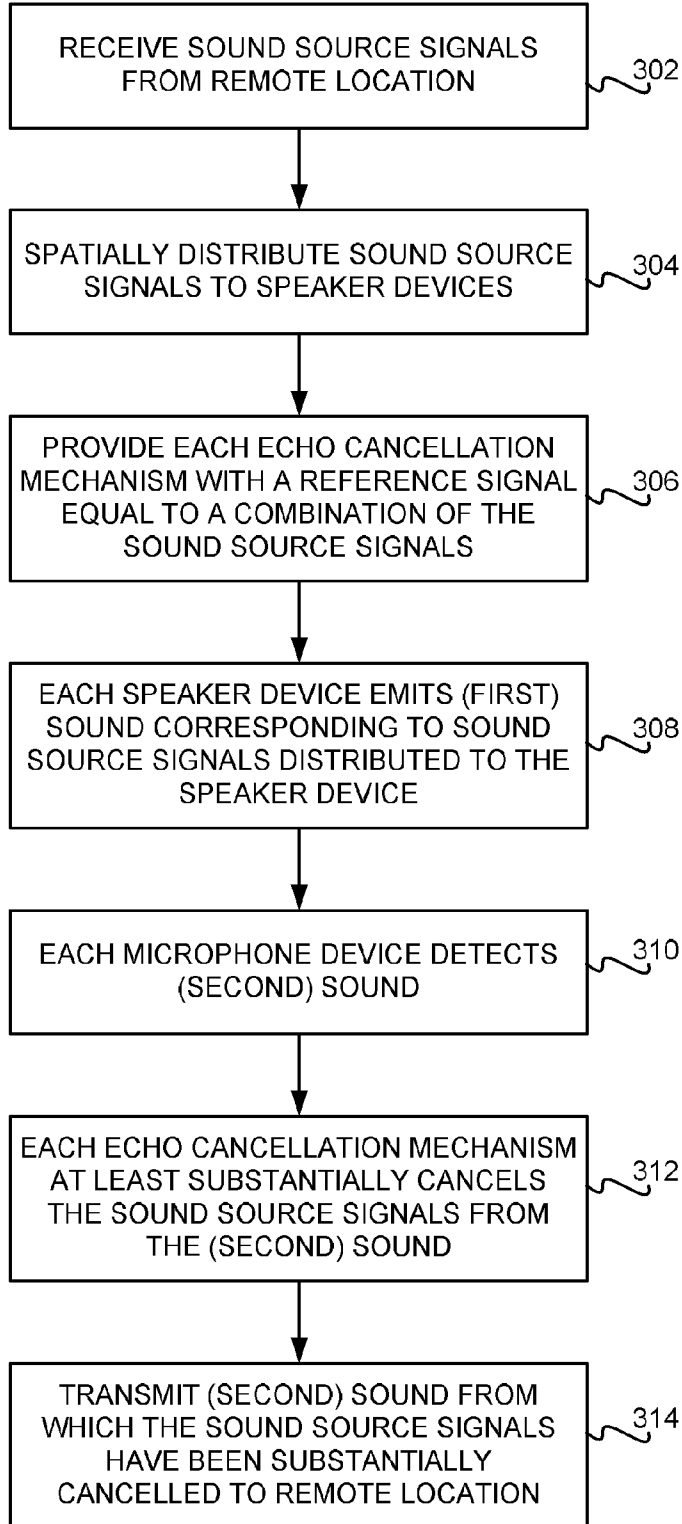 RECEIVE SOUND SOURCE SIGNALS
FROM REMOTE LOCATION
302
SPATIALLY DISTRIBUTE SOUND SOURCE
SIGNALS TO SPEAKER DEVICES
304
PROVIDE EACH ECHO CANCELLATION
MECHANISM WITH A REFERENCE SIGNAL
EQUAL TO A COMBINATION OF THE
SOUND SOURCE SIGNALS
306
EACH SPEAKER DEVICE EMITS (FIRST)
SOUND CORRESPONDING TO SOUND
SOURCE SIGNALS DISTRIBUTED TO THE
SPEAKER DEVICE
308
EACH MICROPHONE DEVICE DETECTS
(SECOND) SOUND
310
EACH ECHO CANCELLATION MECHANISM
AT LEAST SUBSTANTIALLY CANCELS
THE SOUND SOURCE SIGNALS FROM
THE (SECOND) SOUND
312
TRANSMIT (SECOND) SOUND FROM
WHICH THE SOUND SOURCE SIGNALS
HAVE BEEN SUBSTANTIALLY
CANCELLED TO REMOTE LOCATION
314